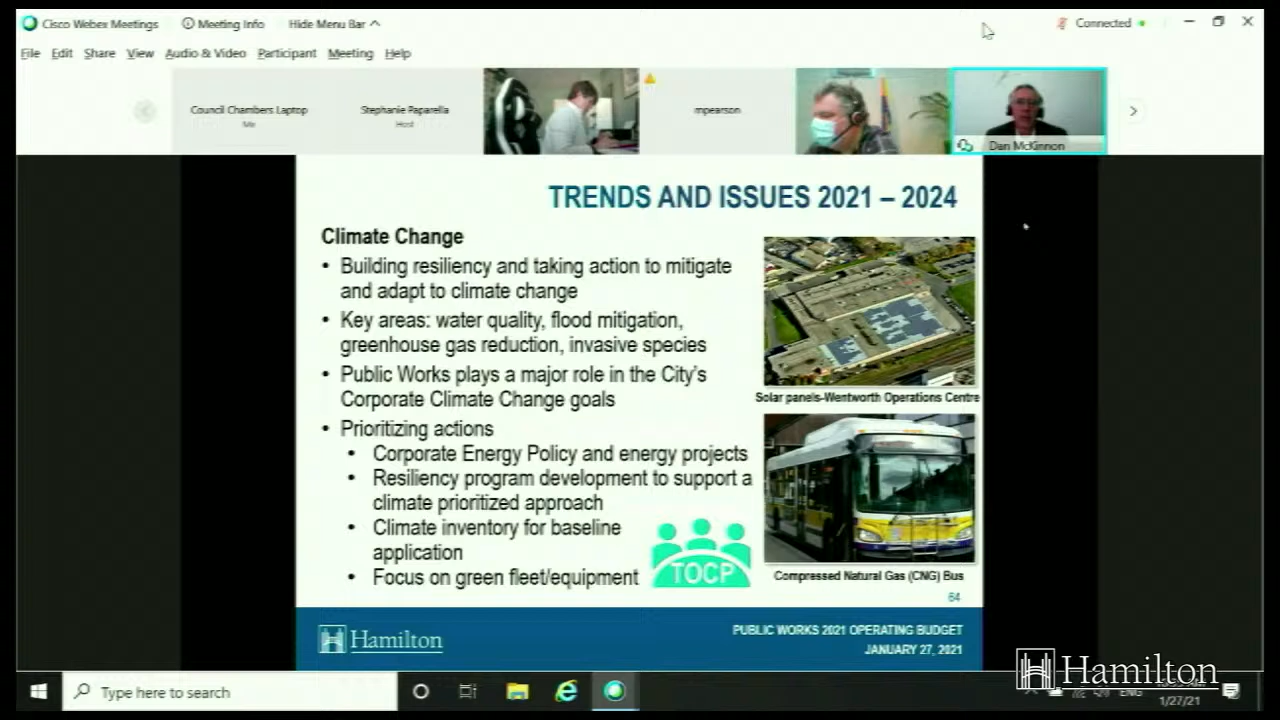 Cisco Webex Meetings
Meeting Info
Hide Menu Bar
Connected
File Edit Share View Audio & Video Participant Meeting Help
Council Chambers Laptop
Me
Stephanie Paparella
Host
mpearson
Dan McKinnon
TRENDS AND ISSUES 2021 – 2024
Climate Change
• Building resiliency and taking action to mitigate
and adapt to climate change
• Key areas: water quality, flood mitigation,
greenhouse gas reduction, invasive species
• Public Works plays a major role in the City's
Corporate Climate Change goals
• Prioritizing actions
• Corporate Energy Policy and energy projects
• Resiliency program development to support a
climate prioritized approach
• Climate inventory for baseline
application
• Focus on green fleet/equipment
TOCP
Solar panels-Wentworth Operations Centre
Compressed Natural Gas (CNG) Bus
64
Hamilton
PUBLIC WORKS 2021 OPERATING BUDGET
JANUARY 27, 2021
Hamilton
Type here to search
ENG
1/27/21